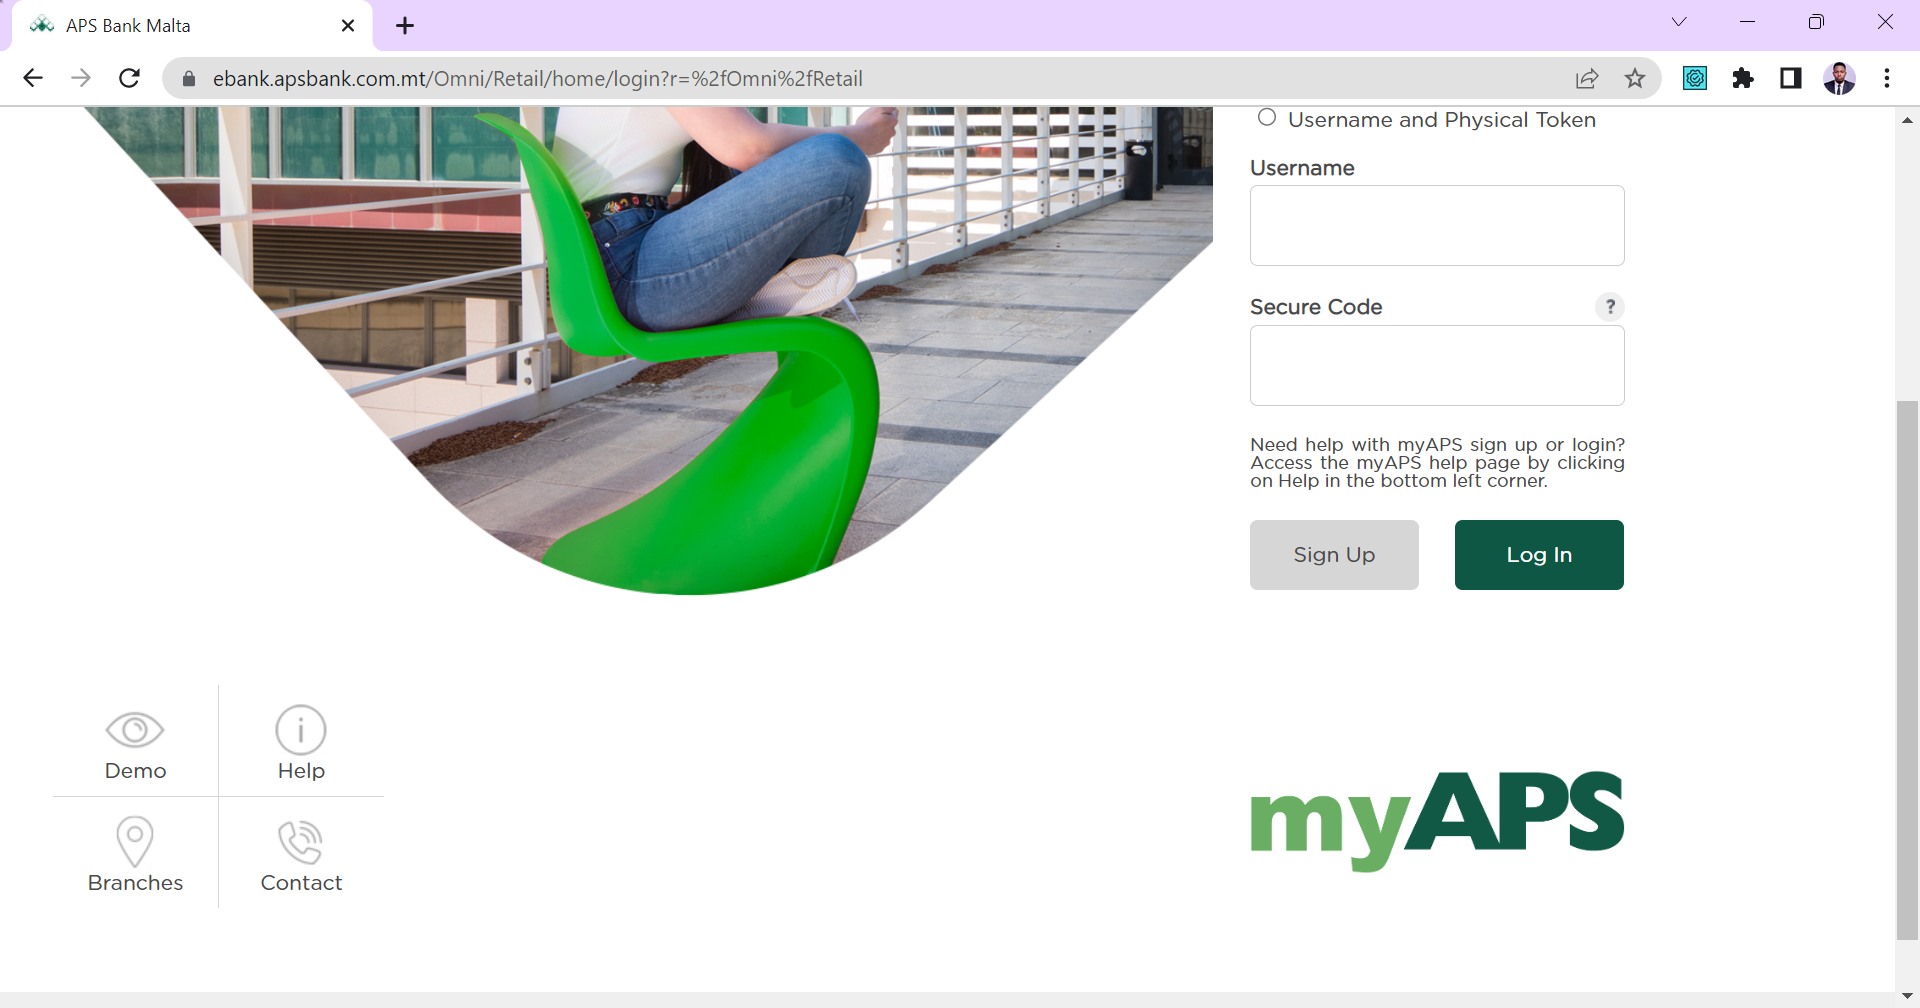 APS Bank Malta
ebank.apsbank.com.mt/Omni/Retail/home/login?r=%2fOmni%2fRetail
Username and Physical Token
Username
Secure Code
?
Need help with myAPS sign up or login?
Access the myAPS help page by clicking
on Help in the bottom left corner.
Sign Up
Log In
Demo
Help
Branches
Contact
myAPS